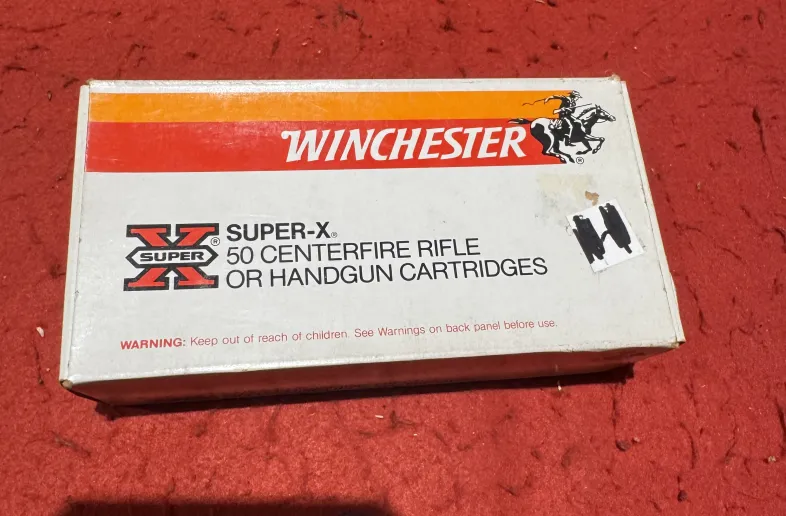 WINCHESTER
®
SUPER-X®
X SUPER ®
50 CENTERFIRE RIFLE
OR HANDGUN CARTRIDGES
H
WARNING: Keep out of reach of children. See Warnings on back panel before use.